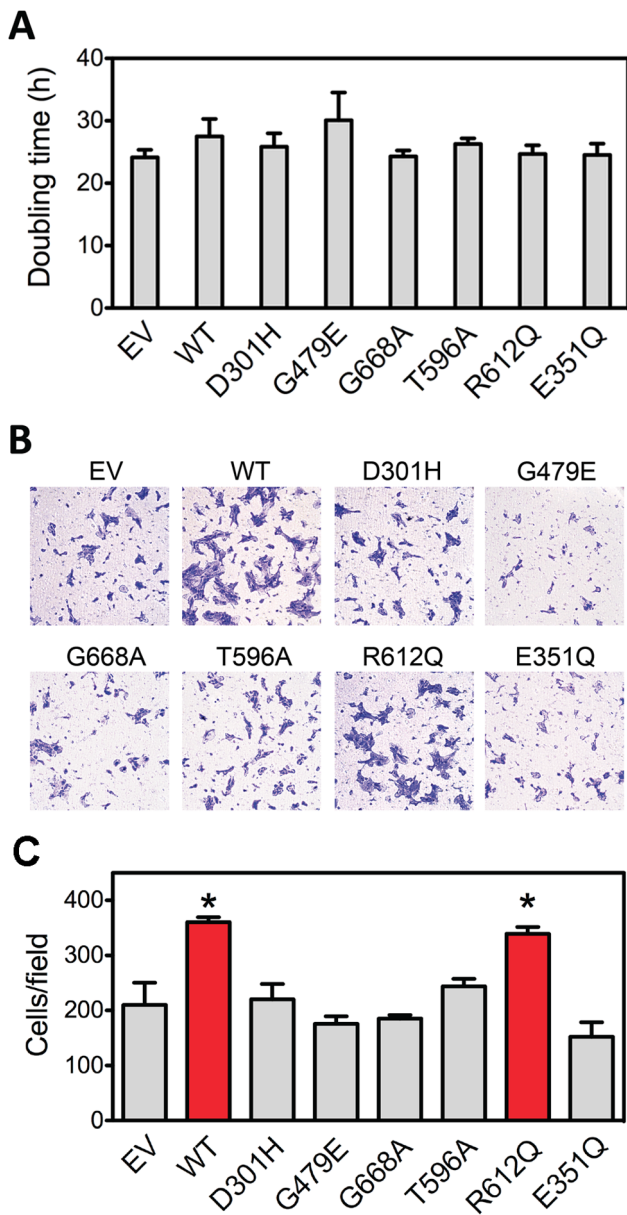 A
Doubling time (h)
40
30
20
10
0
EV WT D301H G479E G668A T596A R612Q E351Q
B
EV WT D301H G479E
G668A T596A R612Q E351Q
C
Cells/field
400
300
200
100
0
* *
EV WT D301H G479E G668A T596A R612Q E351Q